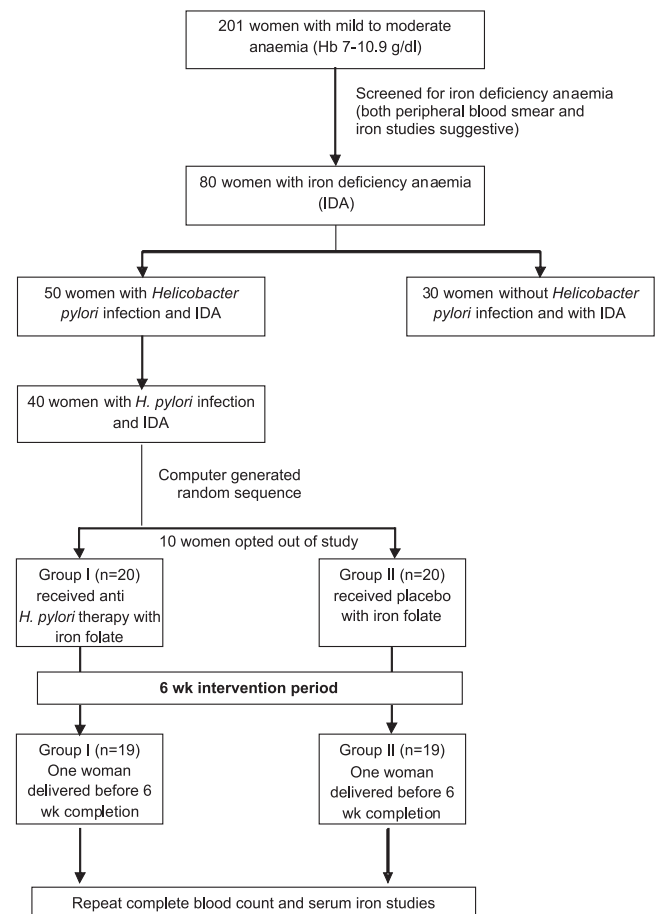 201 women with mild to moderate
anaemia (Hb 7-10.9 g/dl)
Screened for iron deficiency anaemia
(both peripheral blood smear and
iron studies suggestive)
80 women with iron deficiency anaemia
(IDA)
50 women with Helicobacter
pylori infection and IDA
30 women without Helicobacter
pylori infection and with IDA
40 women with H. pylori infection
and IDA
Computer generated
random sequence
10 women opted out of study
Group I (n=20)
received anti
H. pylori therapy with
iron folate
Group II (n=20)
received placebo
with iron folate
6 wk intervention period
Group I (n=19)
One woman
delivered before 6
wk completion
Group II (n=19)
One woman
delivered before 6
wk completion
Repeat complete blood count and serum iron studies